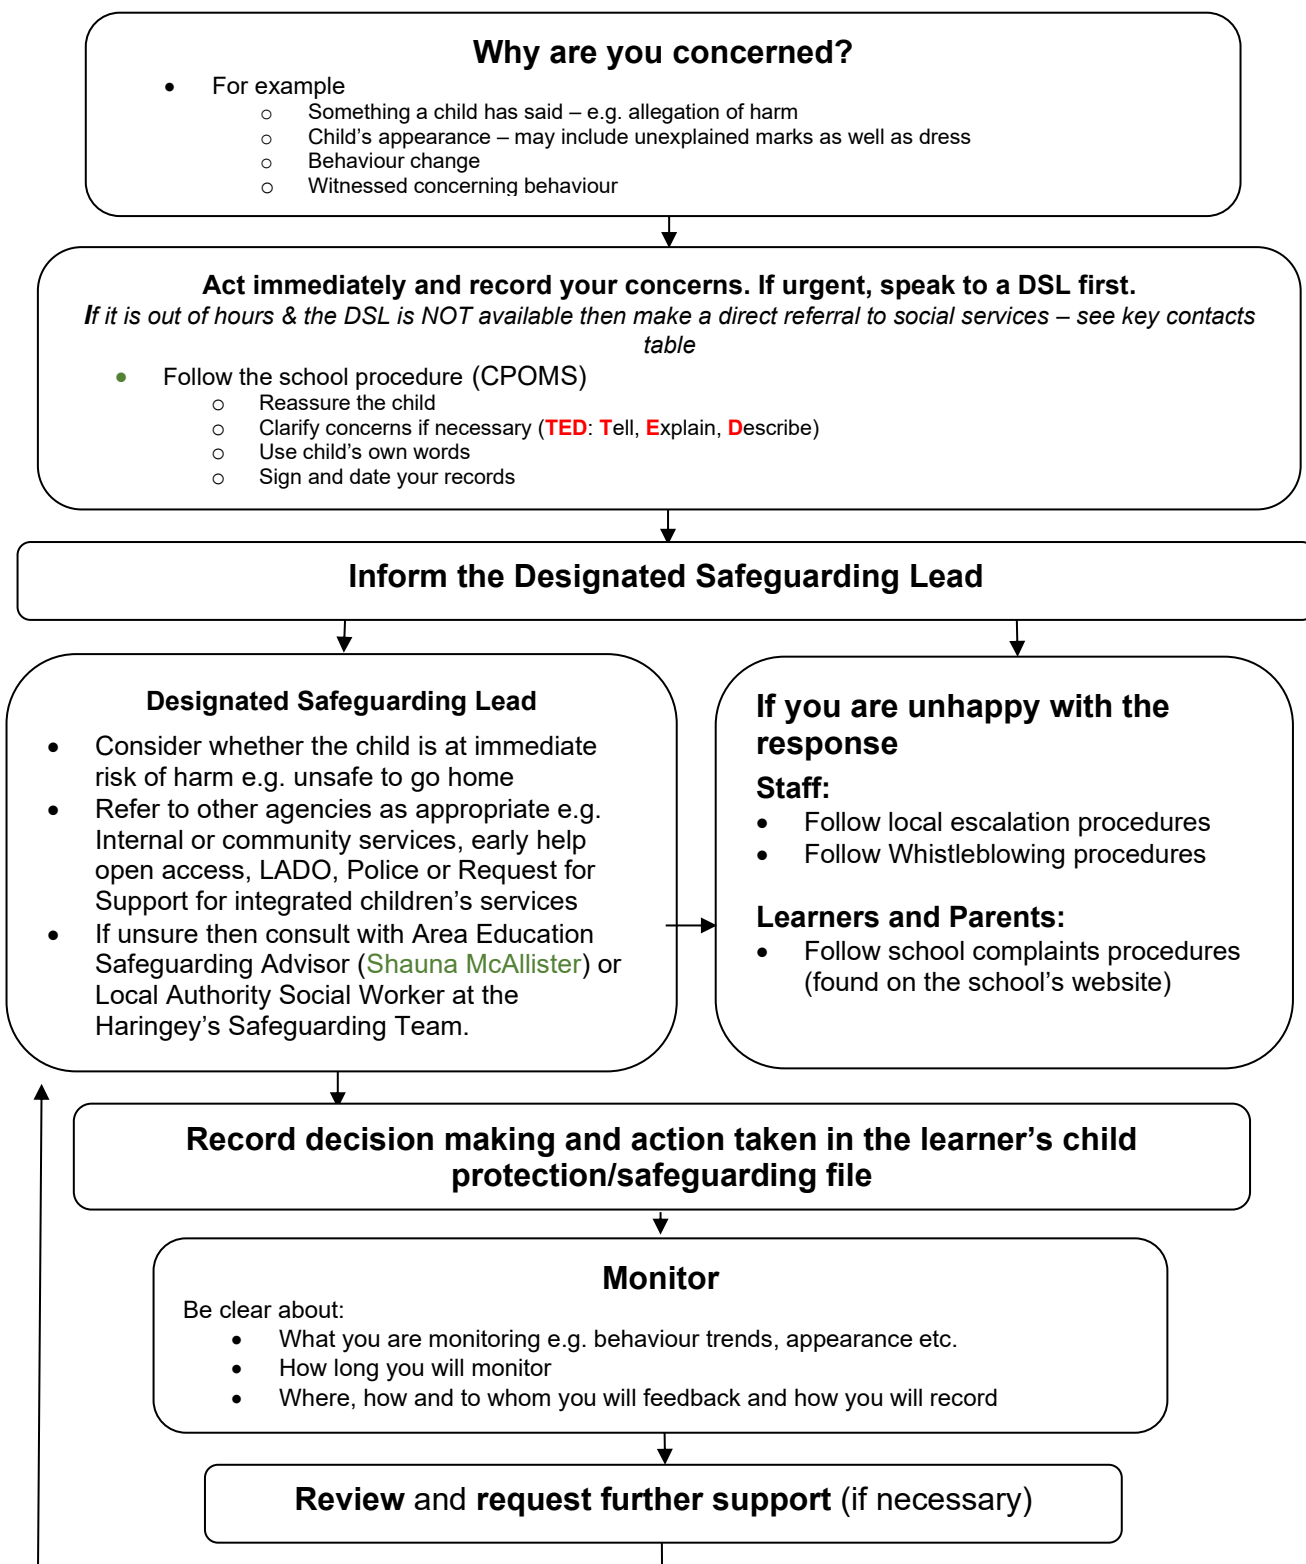 Why are you concerned?
• For example
o Something a child has said – e.g. allegation of harm
o Child's appearance – may include unexplained marks as well as dress
o Behaviour change
o Witnessed concerning behaviour
Act immediately and record your concerns. If urgent, speak to a DSL first.
If it is out of hours & the DSL is NOT available then make a direct referral to social services – see key contacts
table
• Follow the school procedure (CPOMS)
o Reassure the child
o Clarify concerns if necessary (TED: Tell, Explain, Describe)
o Use child's own words
o Sign and date your records
Inform the Designated Safeguarding Lead
Designated Safeguarding Lead
• Consider whether the child is at immediate
risk of harm e.g. unsafe to go home
• Refer to other agencies as appropriate e.g.
Internal or community services, early help
open access, LADO, Police or Request for
Support for integrated children's services
• If unsure then consult with Area Education
Safeguarding Advisor (Shauna McAllister) or
Local Authority Social Worker at the
Haringey's Safeguarding Team.
If you are unhappy with the
response
Staff:
• Follow local escalation procedures
• Follow Whistleblowing procedures
Learners and Parents:
• Follow school complaints procedures
(found on the school's website)
Record decision making and action taken in the learner's child
protection/safeguarding file
Monitor
Be clear about:
• What you are monitoring e.g. behaviour trends, appearance etc.
• How long you will monitor
• Where, how and to whom you will feedback and how you will record
Review and request further support (if necessary)